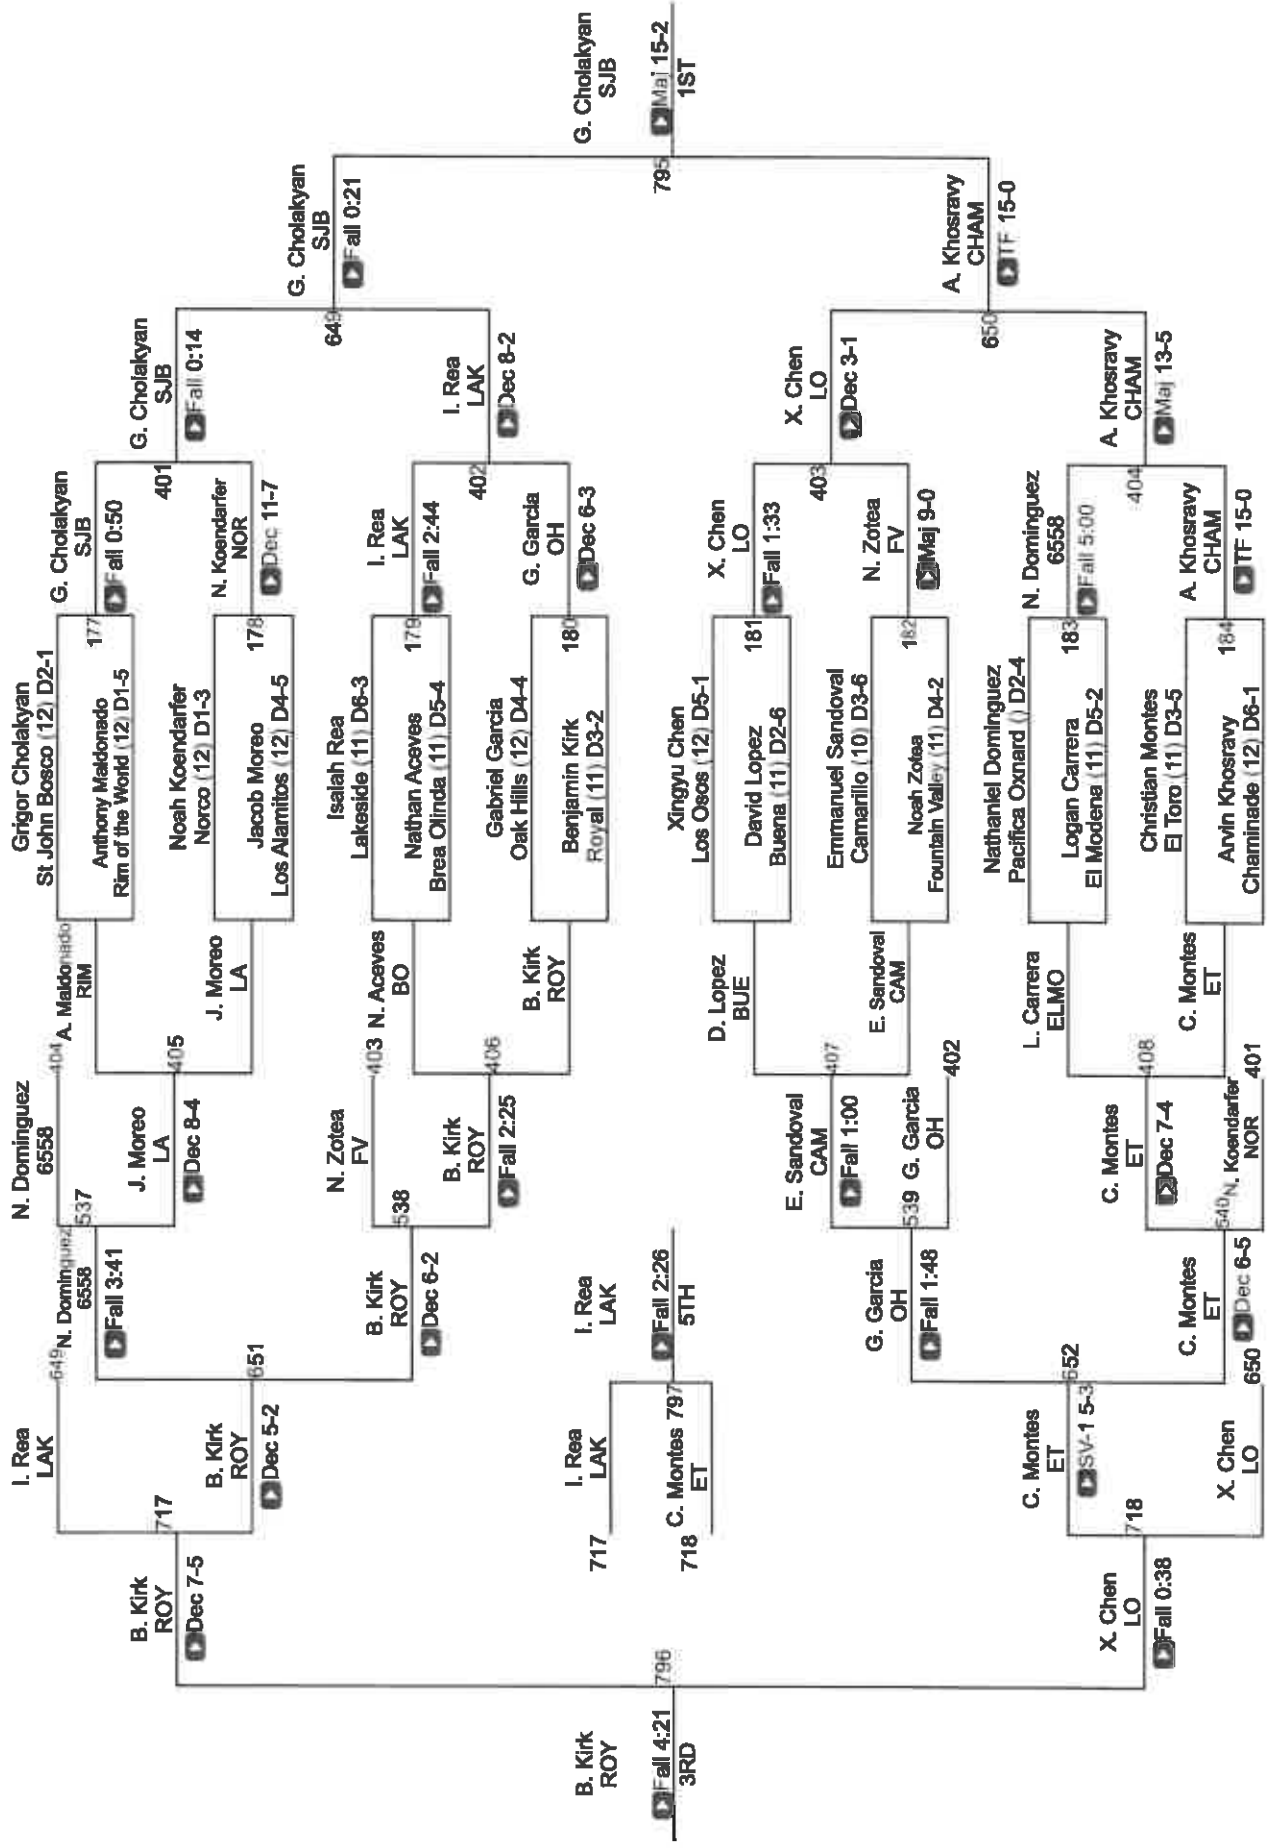 Grigor Cholakyan
St John Bosco (12) D2-1
177
Anthony Maldonado
Rim of the World (12) D1-5
Noah Koendarfer
Norco (12) D1-3
178
Jacob Moreo
Los Alamitos (12) D4-5
Isaiah Rea
Lakeside (11) D6-3
179
Nathan Aceves
Brea Olinda (11) D5-4
Gabriel Garcia
Oak Hills (12) D4-4
180
Benjamin Kirk
Royal (11) D3-2
Xingyu Chen
Los Osos (12) D5-1
181
David Lopez
Buena (11) D2-6
Emmanuel Sandoval
Camarillo (10) D3-6
182
Noah Zotea
Fountain Valley (11) D4-2
Nathaniel Dominguez
Pacifica Oxnard () D2-4
183
Logan Carrera
El Modena (11) D5-2
Christian Montes
El Toro (11) D3-5
184
Arvin Khosravy
Chaminade (12) D6-1
G. Cholakyan
SJB
Fall 0:50
401
N. Koendarfer
NOR
Dec 11-7
I. Rea
LAK
Fall 2:44
402
G. Garcia
OH
Dec 6-3
X. Chen
LO
Fall 1:33
403
N. Zotea
FV
Maj 9-0
N. Dominguez
6558
Fall 5:00
404
A. Khosravy
CHAM
TF 15-0
G. Cholakyan
SJB
Fall 0:14
649
I. Rea
LAK
Dec 8-2
X. Chen
LO
Dec 3-1
650
A. Khosravy
CHAM
Maj 13-5
G. Cholakyan
SJB
Fall 0:21
795
A. Khosravy
CHAM
TF 15-0
G. Cholakyan
SJB
Maj 15-2
1ST
A. Maldonado
RIM
405
J. Moreo
LA
N. Aceves
BO
406
B. Kirk
ROY
D. Lopez
BUE
407
E. Sandoval
CAM
L. Carrera
ELMO
408
C. Montes
ET
N. Dominguez
6558
404
537
J. Moreo
LA
Dec 8-4
N. Zotea
FV
403
538
B. Kirk
ROY
Fall 2:25
E. Sandoval
CAM
Fall 1:00
539
G. Garcia
OH
402
C. Montes
ET
Dec 7-4
540
N. Koendarfer
NOR
401
N. Dominguez
6558
Fall 3:41
651
B. Kirk
ROY
Dec 6-2
G. Garcia
OH
Fall 1:48
652
C. Montes
ET
Dec 6-5
I. Rea
LAK
649
717
B. Kirk
ROY
Dec 5-2
C. Montes
ET
SV-1 5-3
718
X. Chen
LO
650
B. Kirk
ROY
Dec 7-5
796
X. Chen
LO
Fall 0:38
B. Kirk
ROY
Fall 4:21
3RD
717
I. Rea
LAK
718
C. Montes 797
ET
I. Rea
LAK
Fall 2:26
5TH